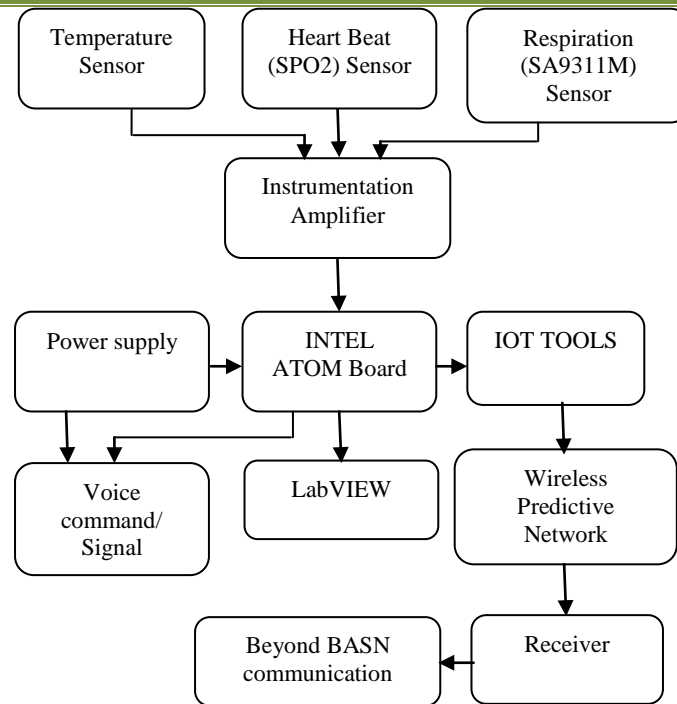 Temperature
Sensor
Heart Beat
(SPO2) Sensor
Respiration
(SA9311M)
Sensor
Instrumentation
Amplifier
Power supply
INTEL
ATOM Board
IOT TOOLS
Voice
command/
Signal
LabVIEW
Wireless
Predictive
Network
Beyond BASN
communication
Receiver